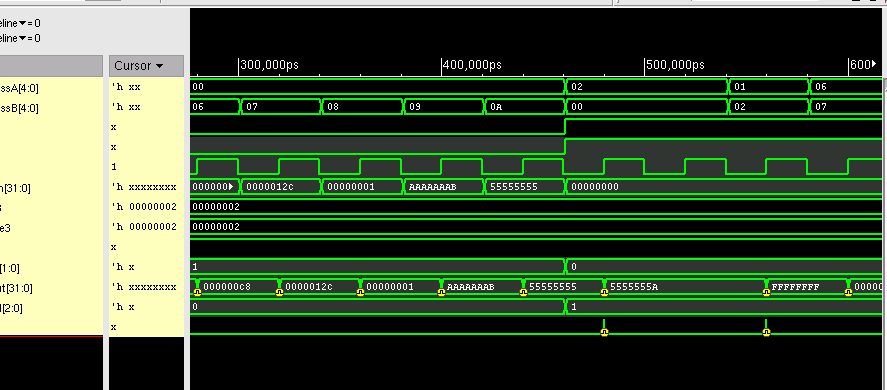 eline▼= 0
eline▼= 0
Cursor ▼ 300,000ps 400,000ps 500,000ps 600
ssA[4:0] 'h xx 00 02 01 06
ssB[4:0] 'h xx 06 07 08 09 0A 00 02 07
x
x
1
n[31:0] 'h xxxxxxxx 000000 0000012C 00000001 AAAAAAAB 55555555 00000000
'h 00000002 00000002
e3 'h 00000002 00000002
x
[1:0] 'h x 1 0
t[31:0] 'h xxxxxxxx 000000C8 0000012C 00000001 AAAAAAAB 55555555 5555555A FFFFFFFF 00000
[2:0] 'h x 0 1
x